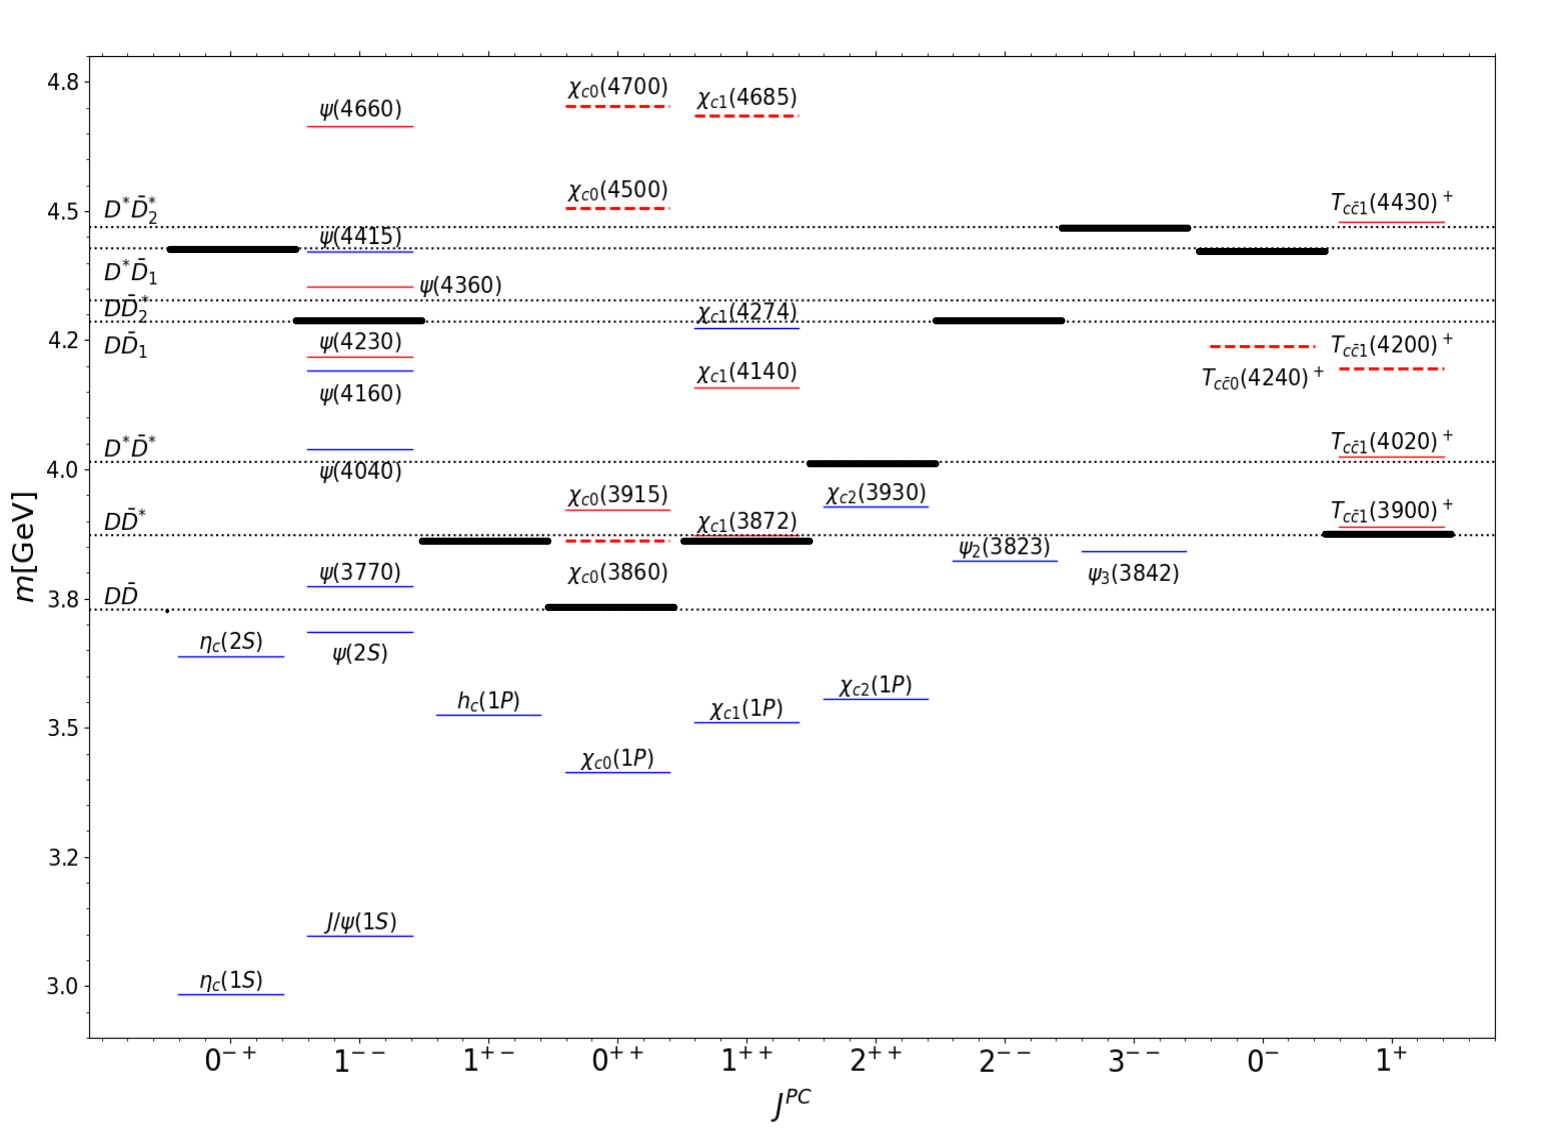 4.8
χc0(4700)
χc1(4685)
ψ(4660)
χc0(4500)
4.5
D*D̄2*
Tcc̄1(4430)+
ψ(4415)
D*D̄1
ψ(4360)
DD̄2*
χc1(4274)
4.2
DD̄1
ψ(4230)
Tcc̄1(4200)+
χc1(4140)
Tcc̄0(4240)+
ψ(4160)
D*D̄*
Tcc̄1(4020)+
4.0
ψ(4040)
χc0(3915)
χc2(3930)
DD̄*
χc1(3872)
Tcc̄1(3900)+
m[GeV]
ψ2(3823)
ψ(3770)
χc0(3860)
ψ3(3842)
3.8
DD̄
ηc(2S)
ψ(2S)
χc2(1P)
hc(1P)
χc1(1P)
3.5
χc0(1P)
3.2
J/ψ(1S)
ηc(1S)
3.0
0−+ 1−− 1+− 0++ 1++ 2++ 2−− 3−− 0− 1+
JPC